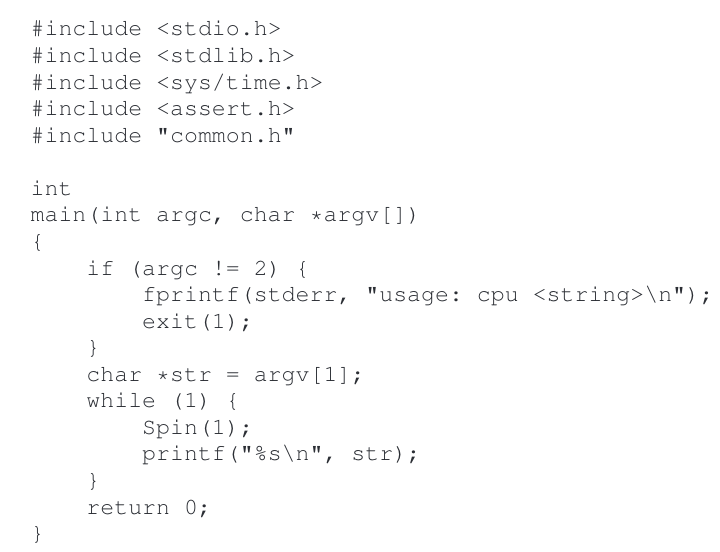 #include <stdio.h>
#include <stdlib.h>
#include <sys/time.h>
#include <assert.h>
#include "common.h"

int
main(int argc, char *argv[])
{
    if (argc != 2) {
        fprintf(stderr, "usage: cpu <string>\n");
        exit(1);
    }
    char *str = argv[1];
    while (1) {
        Spin(1);
        printf("%s\n", str);
    }
    return 0;
}